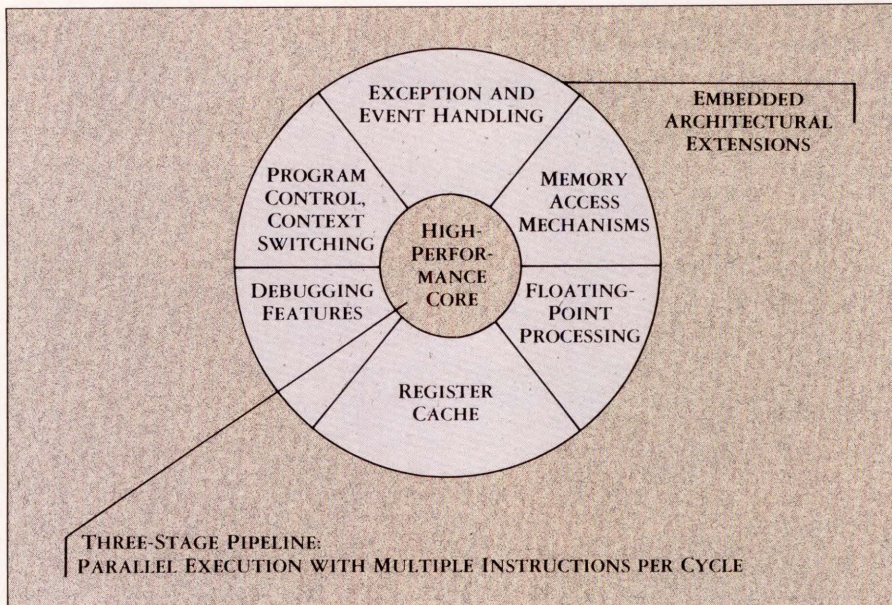 EXCEPTION AND
EVENT HANDLING
EMBEDDED
ARCHITECTURAL
EXTENSIONS
PROGRAM
CONTROL,
CONTEXT
SWITCHING
MEMORY
ACCESS
MECHANISMS
HIGH-
PERFOR-
MANCE
CORE
DEBUGGING
FEATURES
FLOATING-
POINT
PROCESSING
REGISTER
CACHE
THREE-STAGE PIPELINE:
PARALLEL EXECUTION WITH MULTIPLE INSTRUCTIONS PER CYCLE